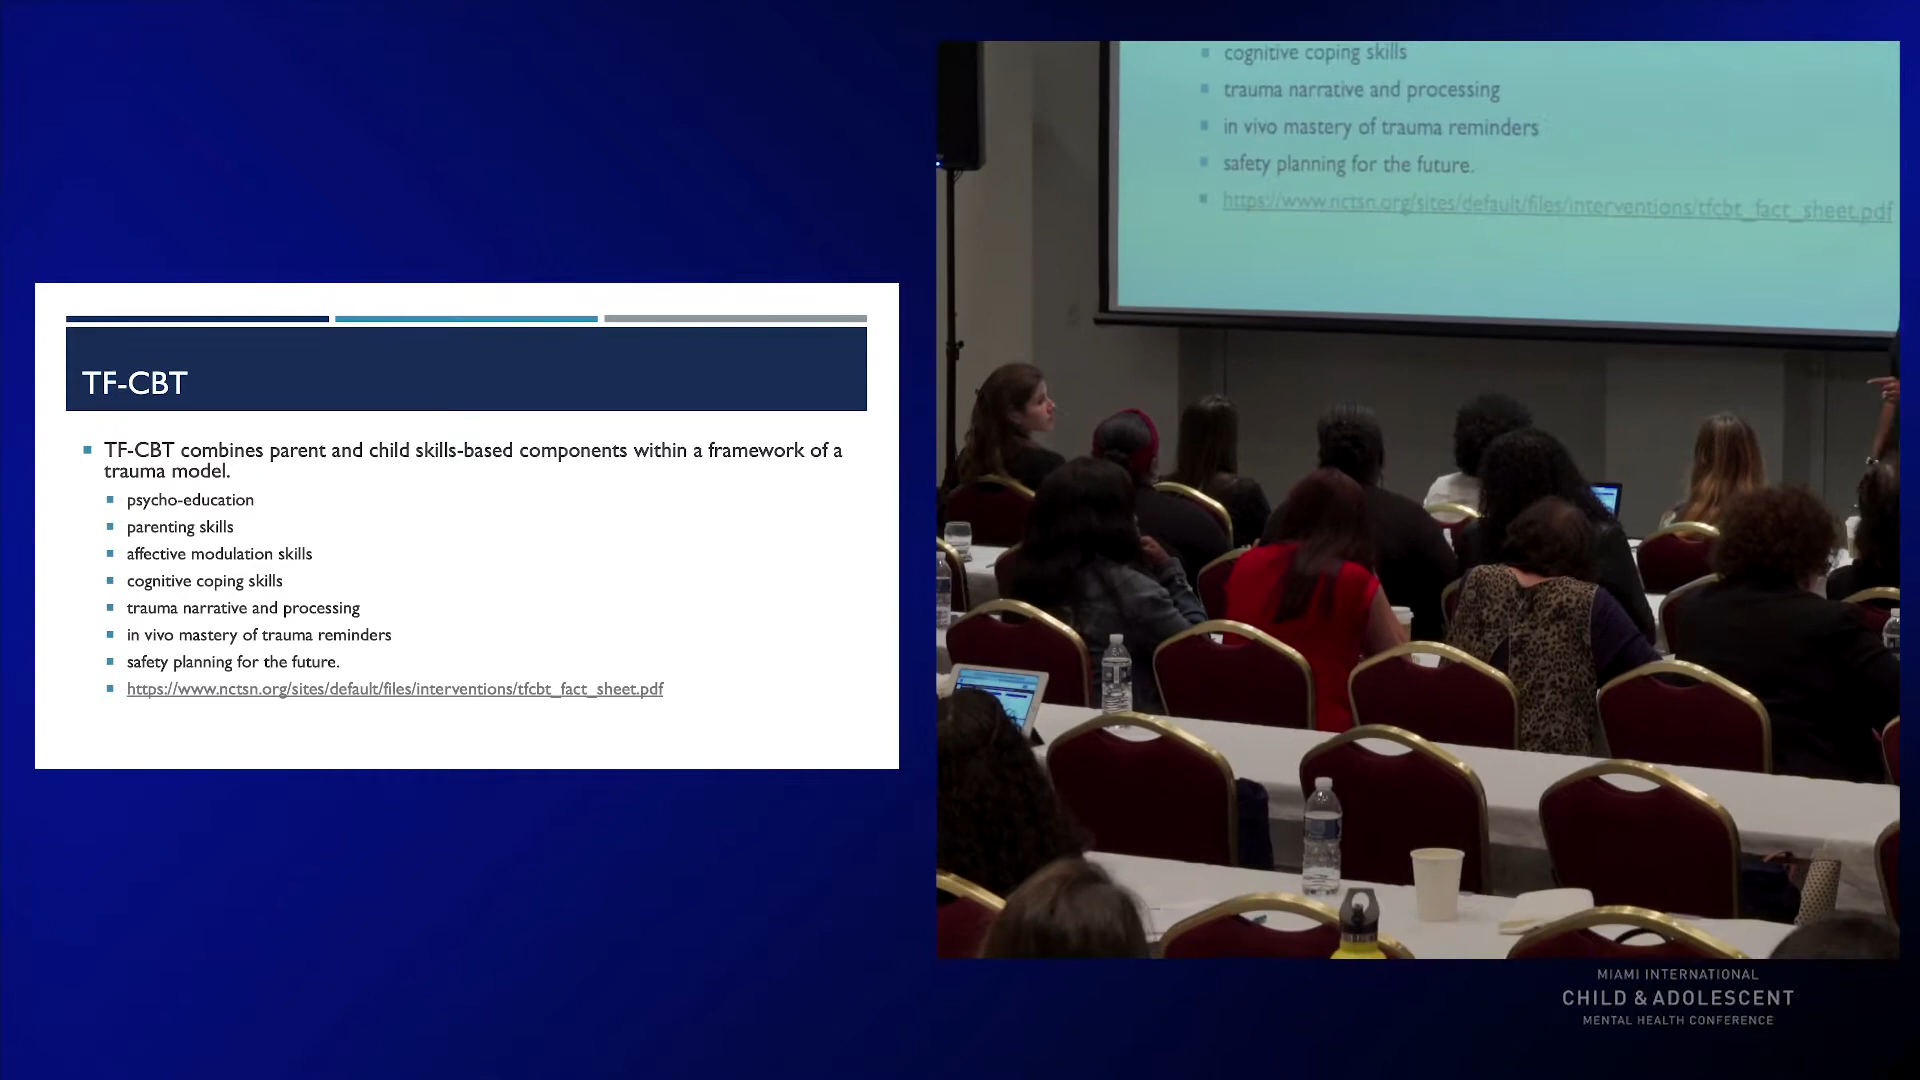 TF-CBT
TF-CBT combines parent and child skills-based components within a framework of a
trauma model.
psycho-education
parenting skills
affective modulation skills
cognitive coping skills
trauma narrative and processing
in vivo mastery of trauma reminders
safety planning for the future.
https://www.nctsn.org/sites/default/files/interventions/tfcbt_fact_sheet.pdf
cognitive coping skills
trauma narrative and processing
in vivo mastery of trauma reminders
safety planning for the future.
https://www.nctsn.org/sites/default/files/interventions/tfcbt_fact_sheet.pdf
MIAMI INTERNATIONAL
CHILD & ADOLESCENT
MENTAL HEALTH CONFERENCE